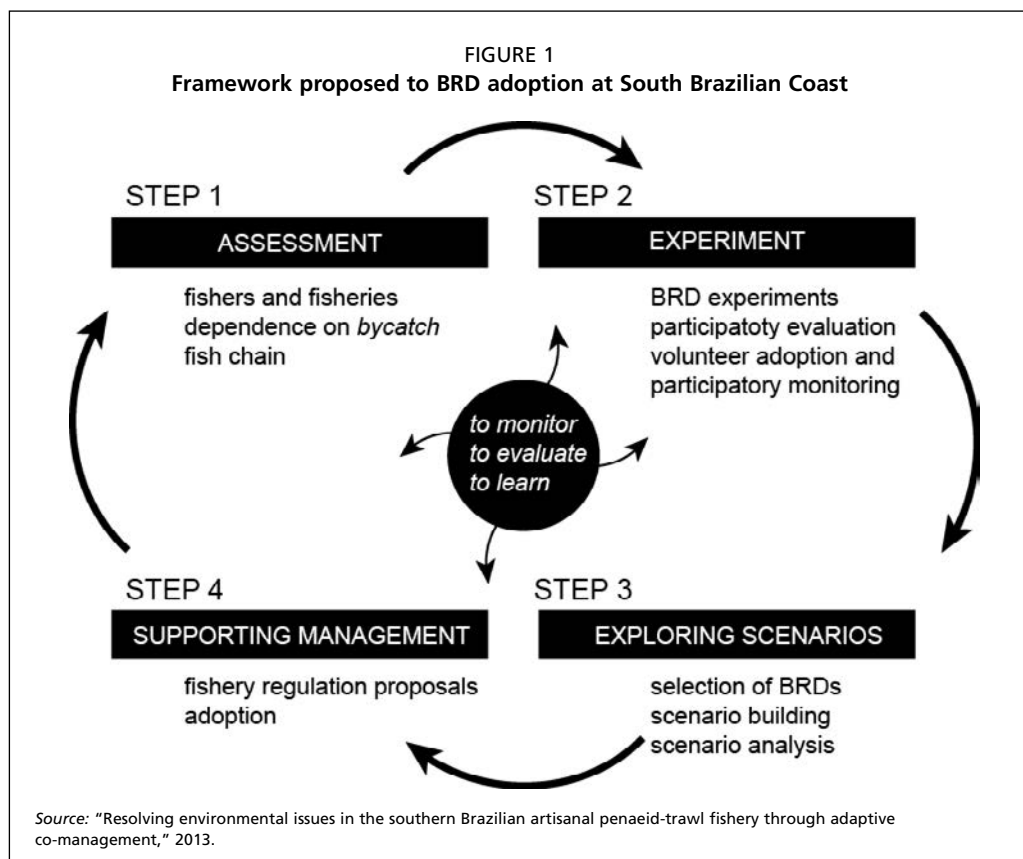 FIGURE 1
Framework proposed to BRD adoption at South Brazilian Coast
STEP 1
ASSESSMENT
fishers and fisheries
dependence on bycatch
fish chain
STEP 2
EXPERIMENT
BRD experiments
participatoty evaluation
volunteer adoption and
participatory monitoring
to monitor
to evaluate
to learn
STEP 4
SUPPORTING MANAGEMENT
fishery regulation proposals
adoption
STEP 3
EXPLORING SCENARIOS
selection of BRDs
scenario building
scenario analysis
Source: "Resolving environmental issues in the southern Brazilian artisanal penaeid-trawl fishery through adaptive
co-management," 2013.